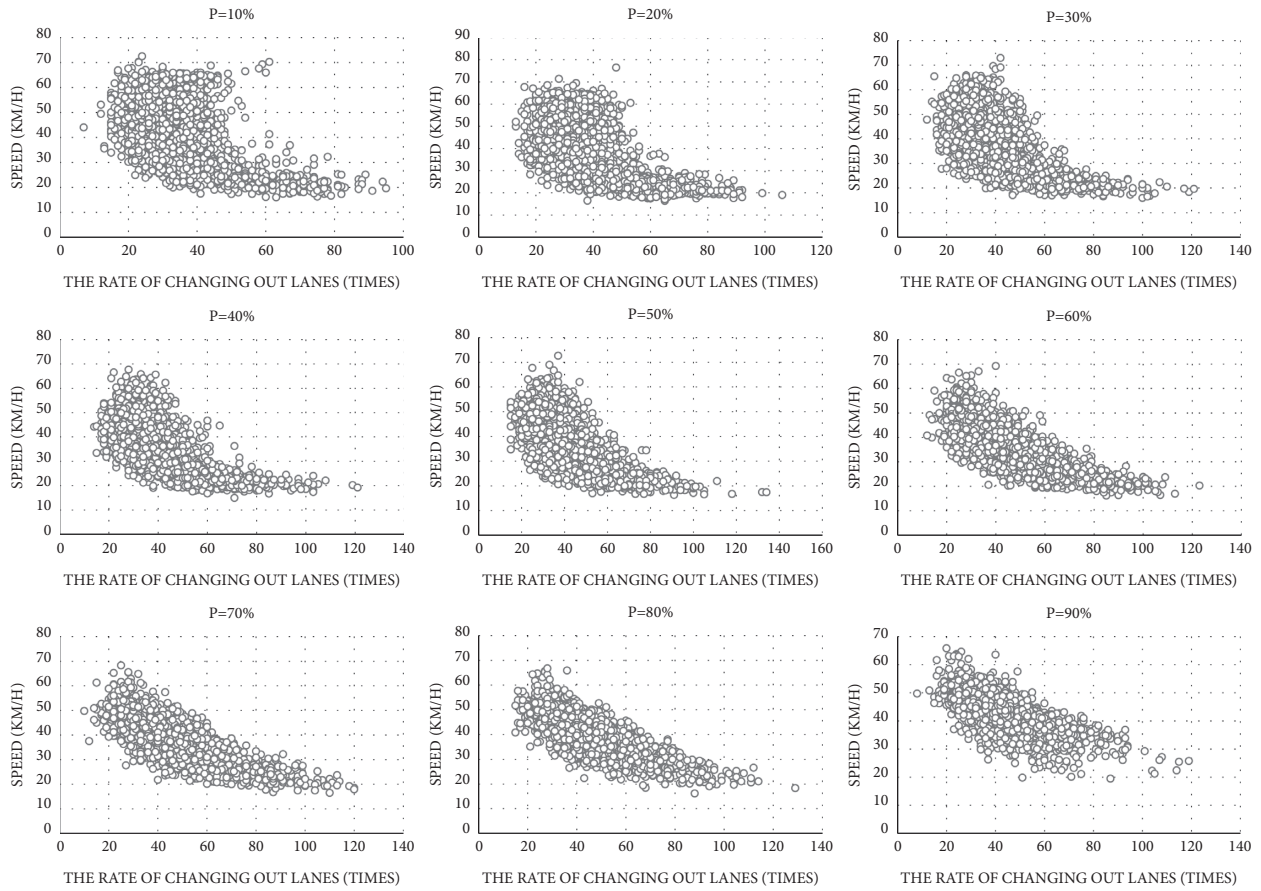 P=10%
SPEED (KM/H)
80
70
60
50
40
30
20
10
0
0 20 40 60 80 100
THE RATE OF CHANGING OUT LANES (TIMES)
P=20%
SPEED (KM/H)
90
80
70
60
50
40
30
20
10
0
0 20 40 60 80 100 120
THE RATE OF CHANGING OUT LANES (TIMES)
P=30%
SPEED (KM/H)
80
70
60
50
40
30
20
10
0
0 20 40 60 80 100 120 140
THE RATE OF CHANGING OUT LANES (TIMES)
P=40%
SPEED (KM/H)
80
70
60
50
40
30
20
10
0
0 20 40 60 80 100 120 140
THE RATE OF CHANGING OUT LANES (TIMES)
P=50%
SPEED (KM/H)
80
70
60
50
40
30
20
10
0
0 20 40 60 80 100 120 140 160
THE RATE OF CHANGING OUT LANES (TIMES)
P=60%
SPEED (KM/H)
80
70
60
50
40
30
20
10
0
0 20 40 60 80 100 120 140
THE RATE OF CHANGING OUT LANES (TIMES)
P=70%
SPEED (KM/H)
80
70
60
50
40
30
20
10
0
0 20 40 60 80 100 120 140
THE RATE OF CHANGING OUT LANES (TIMES)
P=80%
SPEED (KM/H)
80
70
60
50
40
30
20
10
0
0 20 40 60 80 100 120 140
THE RATE OF CHANGING OUT LANES (TIMES)
P=90%
SPEED (KM/H)
70
60
50
40
30
20
10
0
0 20 40 60 80 100 120 140
THE RATE OF CHANGING OUT LANES (TIMES)